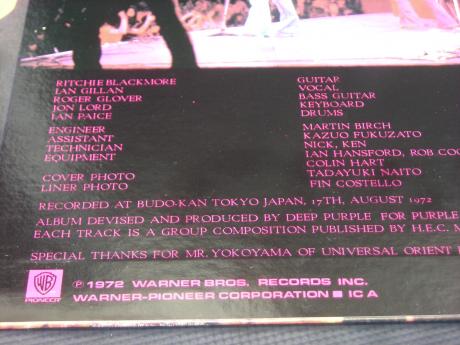 RITCHIE BLACKMORE GUITAR
IAN GILLAN VOCAL
ROGER GLOVER BASS GUITAR
JON LORD KEYBOARD
IAN PAICE DRUMS
ENGINEER MARTIN BIRCH
ASSISTANT KAZUO FUKUZATO
TECHNICIAN NICK, KEN
EQUIPMENT IAN HANSFORD, ROB COO
COLIN HART
COVER PHOTO TADAYUKI NAITO
LINER PHOTO FIN COSTELLO
RECORDED AT BUDO-KAN TOKYO JAPAN, 17TH, AUGUST 1972
ALBUM DEVISED AND PRODUCED BY DEEP PURPLE FOR PURPLE
EACH TRACK IS A GROUP COMPOSITION PUBLISHED BY H.E.C. M
SPECIAL THANKS FOR MR. YOKOYAMA OF UNIVERSAL ORIENT
WB
PIONEER
℗ 1972 WARNER BROS. RECORDS INC.
WARNER-PIONEER CORPORATION ■ IC A